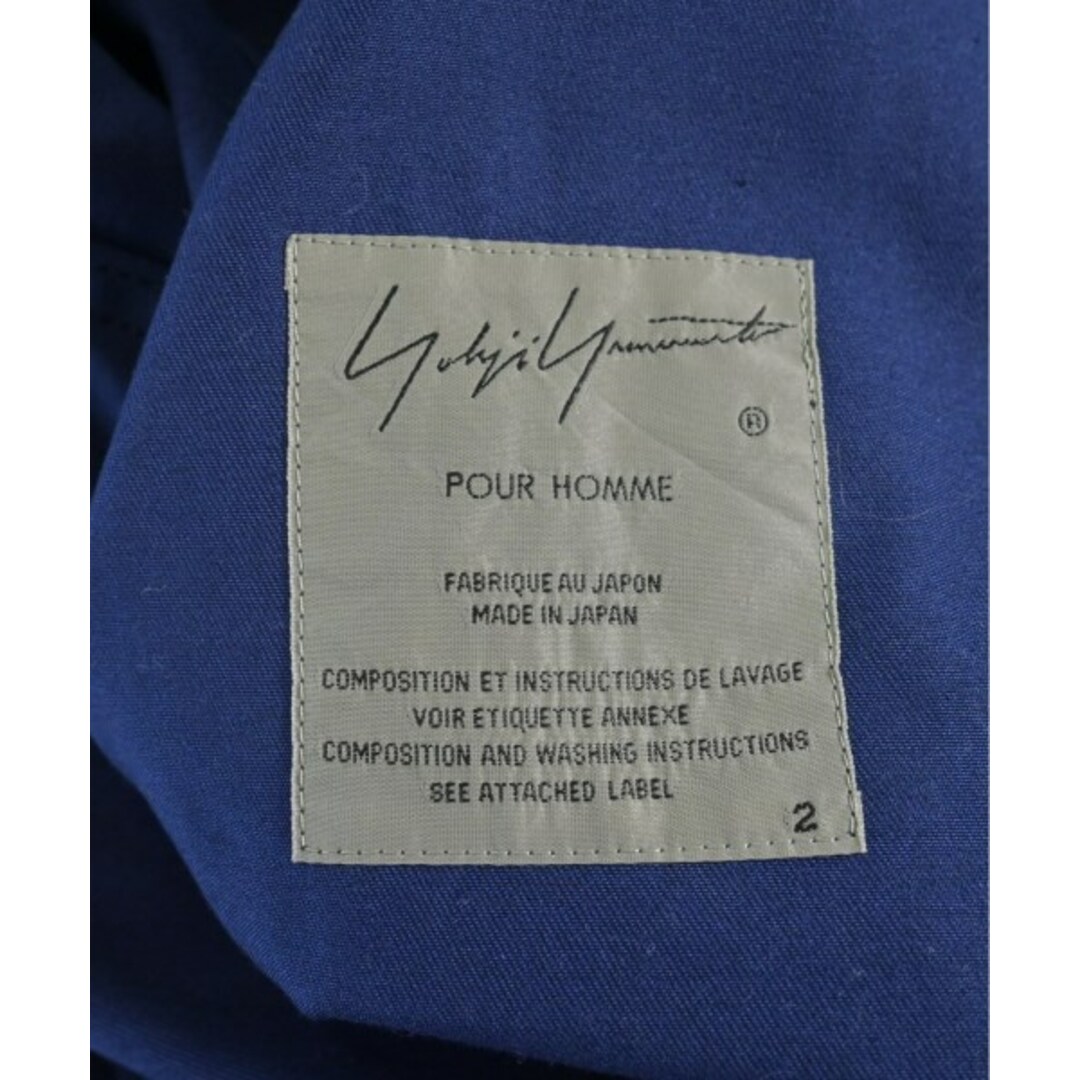 Yohji Yamamoto
®
POUR HOMME
FABRIQUE AU JAPON
MADE IN JAPAN
COMPOSITION ET INSTRUCTIONS DE LAVAGE
VOIR ETIQUETTE ANNEXE
COMPOSITION AND WASHING INSTRUCTIONS
SEE ATTACHED LABEL
2